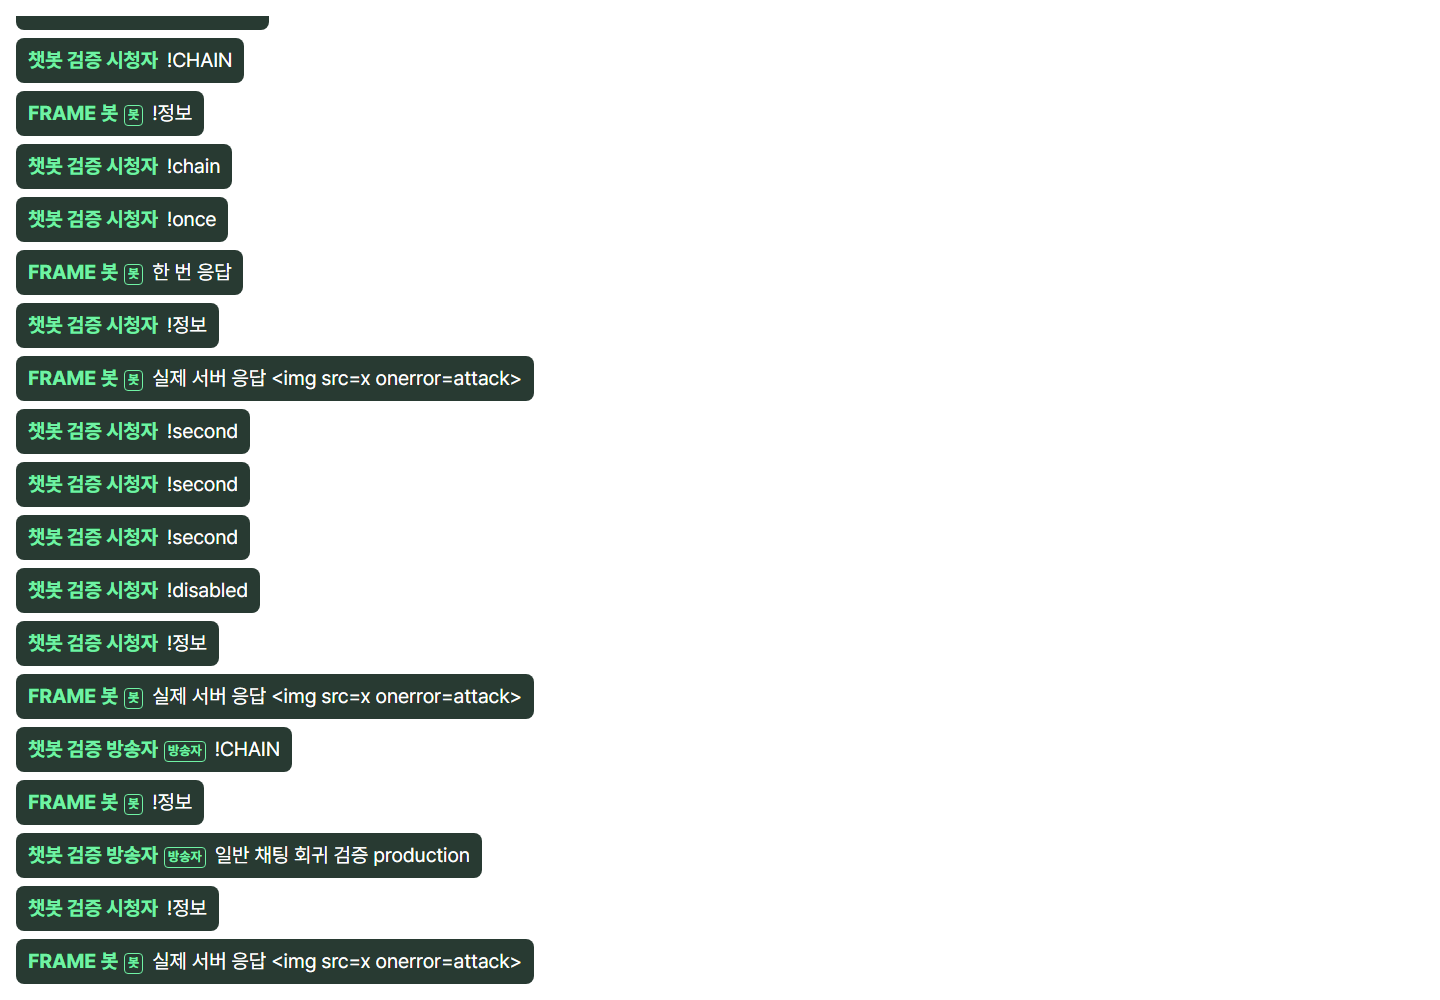 챗봇 검증 시청자 !CHAIN
FRAME 봇 봇 !정보
챗봇 검증 시청자 !chain
챗봇 검증 시청자 !once
FRAME 봇 봇 한 번 응답
챗봇 검증 시청자 !정보
FRAME 봇 봇 실제 서버 응답 <img src=x onerror=attack>
챗봇 검증 시청자 !second
챗봇 검증 시청자 !second
챗봇 검증 시청자 !second
챗봇 검증 시청자 !disabled
챗봇 검증 시청자 !정보
FRAME 봇 봇 실제 서버 응답 <img src=x onerror=attack>
챗봇 검증 방송자 방송자 !CHAIN
FRAME 봇 봇 !정보
챗봇 검증 방송자 방송자 일반 채팅 회귀 검증 production
챗봇 검증 시청자 !정보
FRAME 봇 봇 실제 서버 응답 <img src=x onerror=attack>